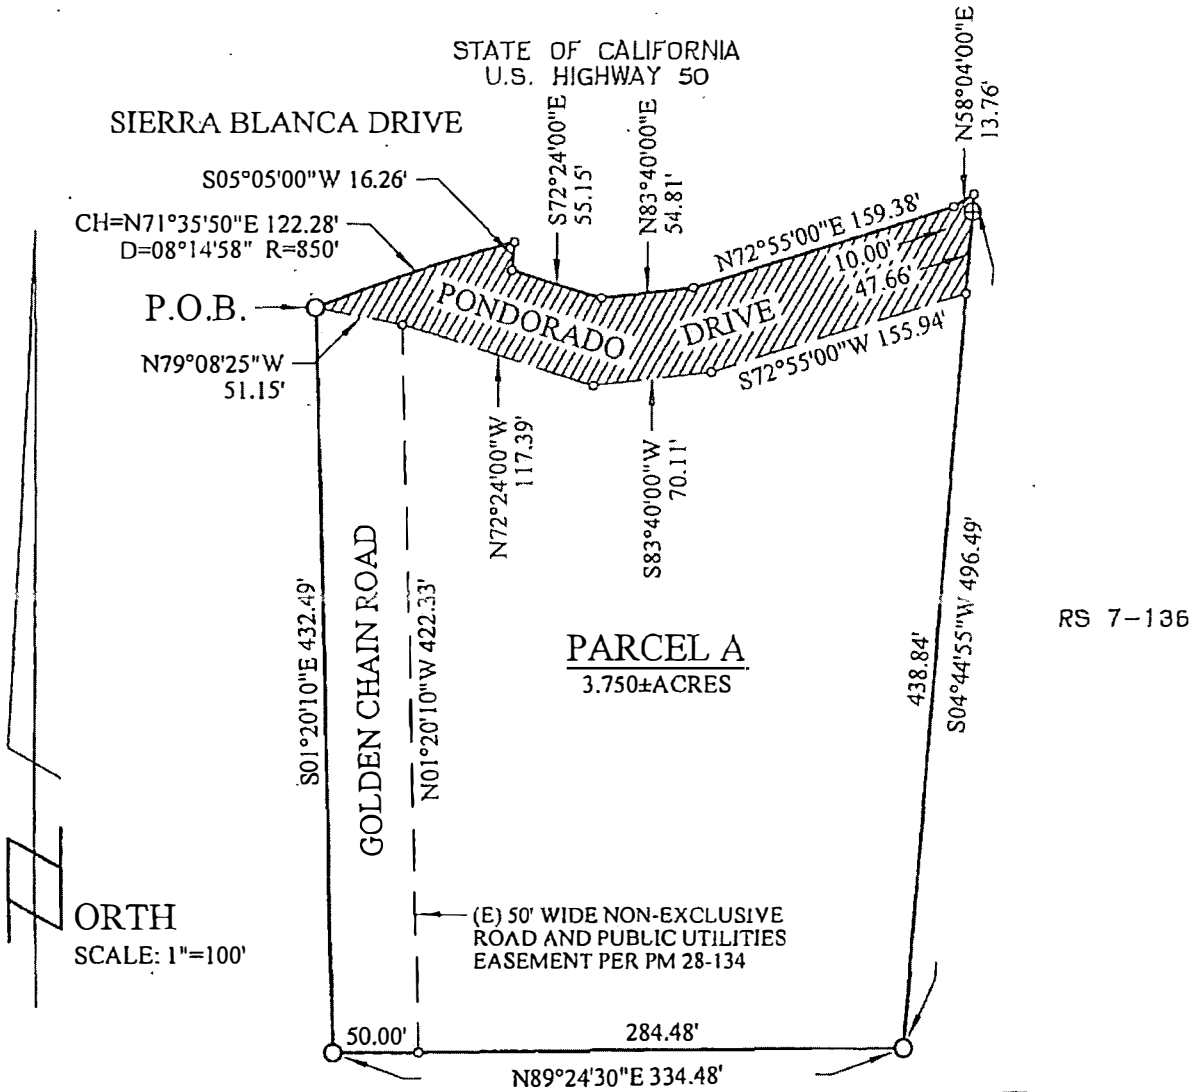 STATE OF CALIFORNIA
U.S. HIGHWAY 50
N58°04'00"E
13.76'
SIERRA BLANCA DRIVE
S72°24'00"E
55.15'
N83°40'00"E
54.81'
S05°05'00"W 16.26'
CH=N71°35'50"E 122.28'
D=08°14'58" R=850'
N72°55'00"E 159.38'
10.00'
47.66'
P.O.B.
PONDORADO DRIVE
N79°08'25"W
51.15'
S72°55'00"W 155.94'
N72°24'00"W
117.39'
S83°40'00"W
70.11'
S01°20'10"E 432.49'
GOLDEN CHAIN ROAD
N01°20'10"W 422.33'
PARCEL A
3.750±ACRES
438.84'
S04°44'55"W 496.49'
RS 7-136
N
ORTH
SCALE: 1"=100'
(E) 50' WIDE NON-EXCLUSIVE
ROAD AND PUBLIC UTILITIES
EASEMENT PER PM 28-134
50.00'
284.48'
N89°24'30"E 334.48'